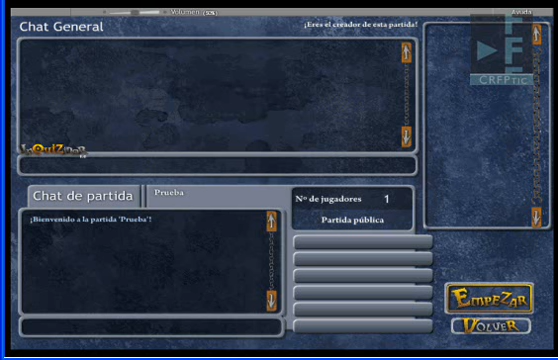 Volumen (50%)
Ayuda
Chat General
¡Eres el creador de esta partida!
CRFPtic
Chat de partida
Prueba
Nº de jugadores 1
Partida pública
¡Bienvenido a la partida 'Prueba'!
EMPEZAR
VOLVER